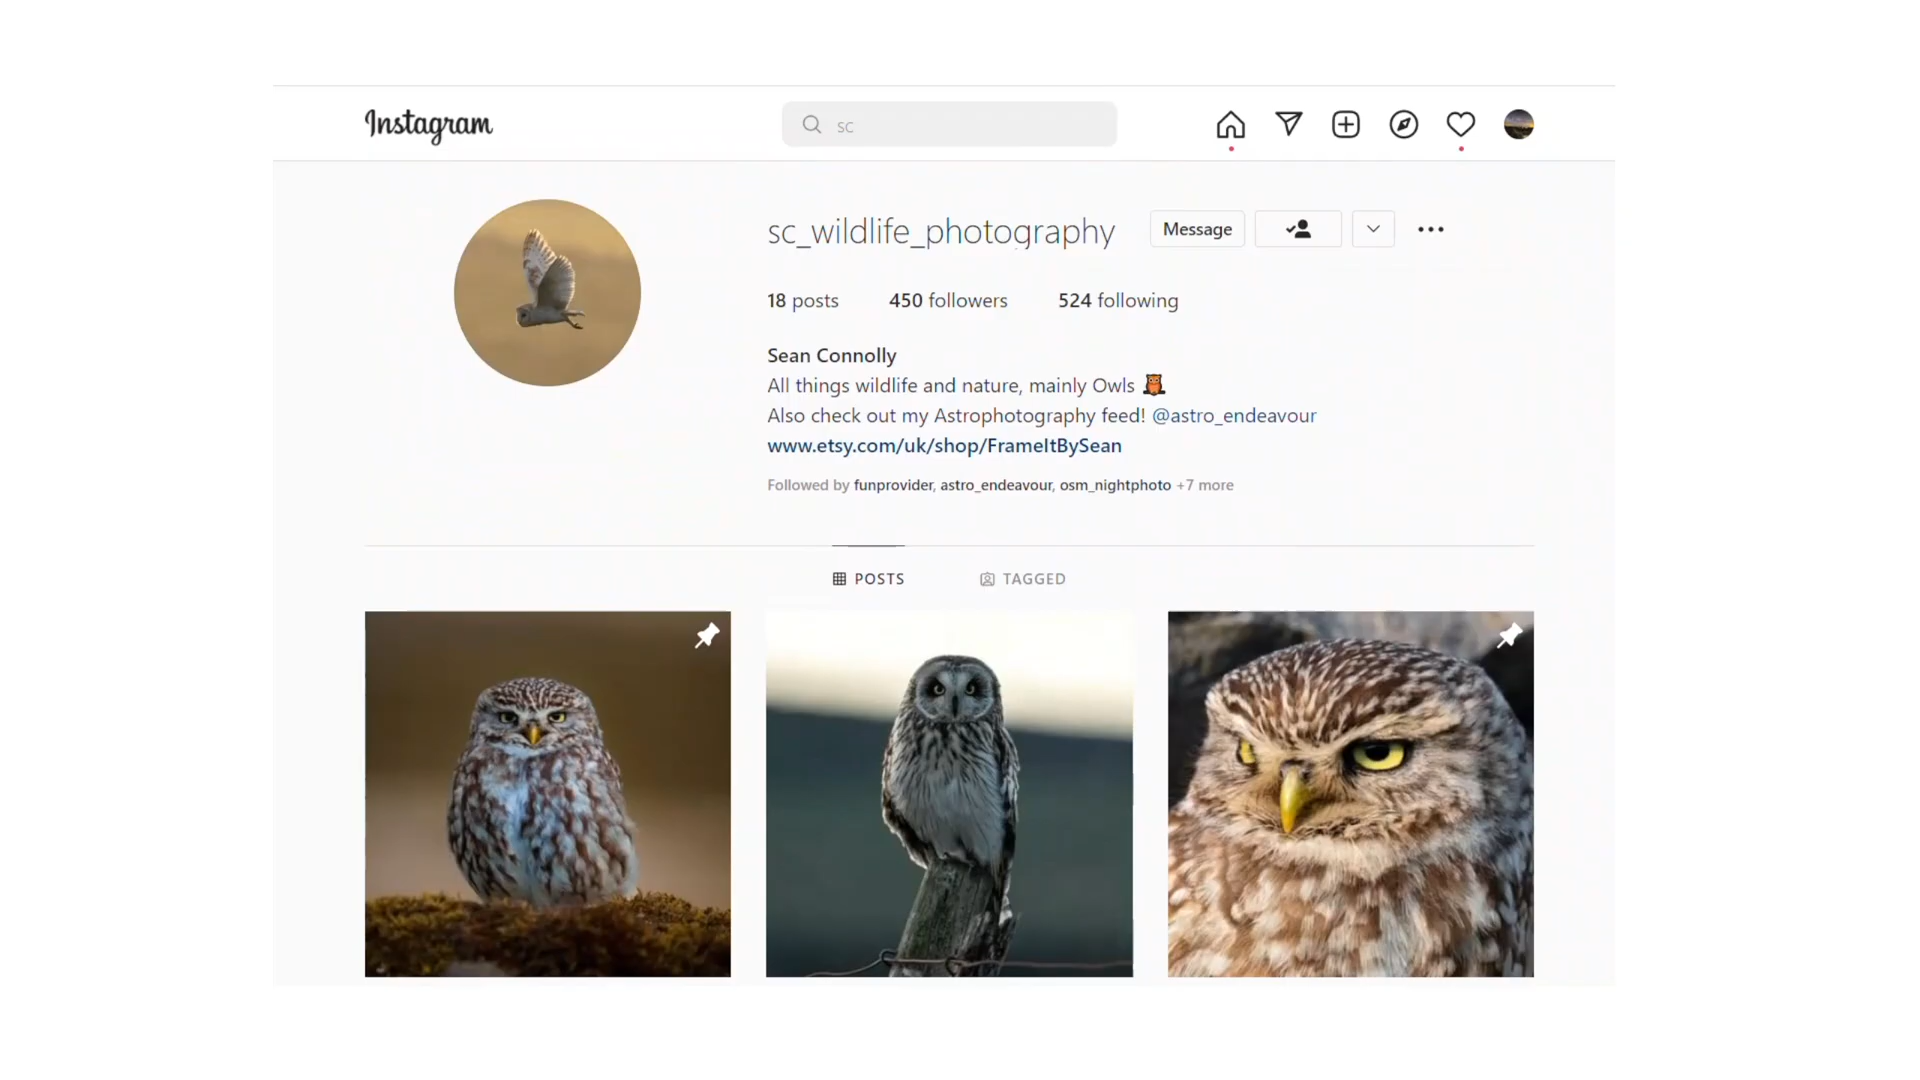 Instagram
sc
sc_wildlife_photography
Message
18 posts 450 followers 524 following
Sean Connolly
All things wildlife and nature, mainly Owls 🦉
Also check out my Astrophotography feed! @astro_endeavour
www.etsy.com/uk/shop/FrameItBySean
Followed by funprovider, astro_endeavour, osm_nightphoto +7 more
POSTS TAGGED